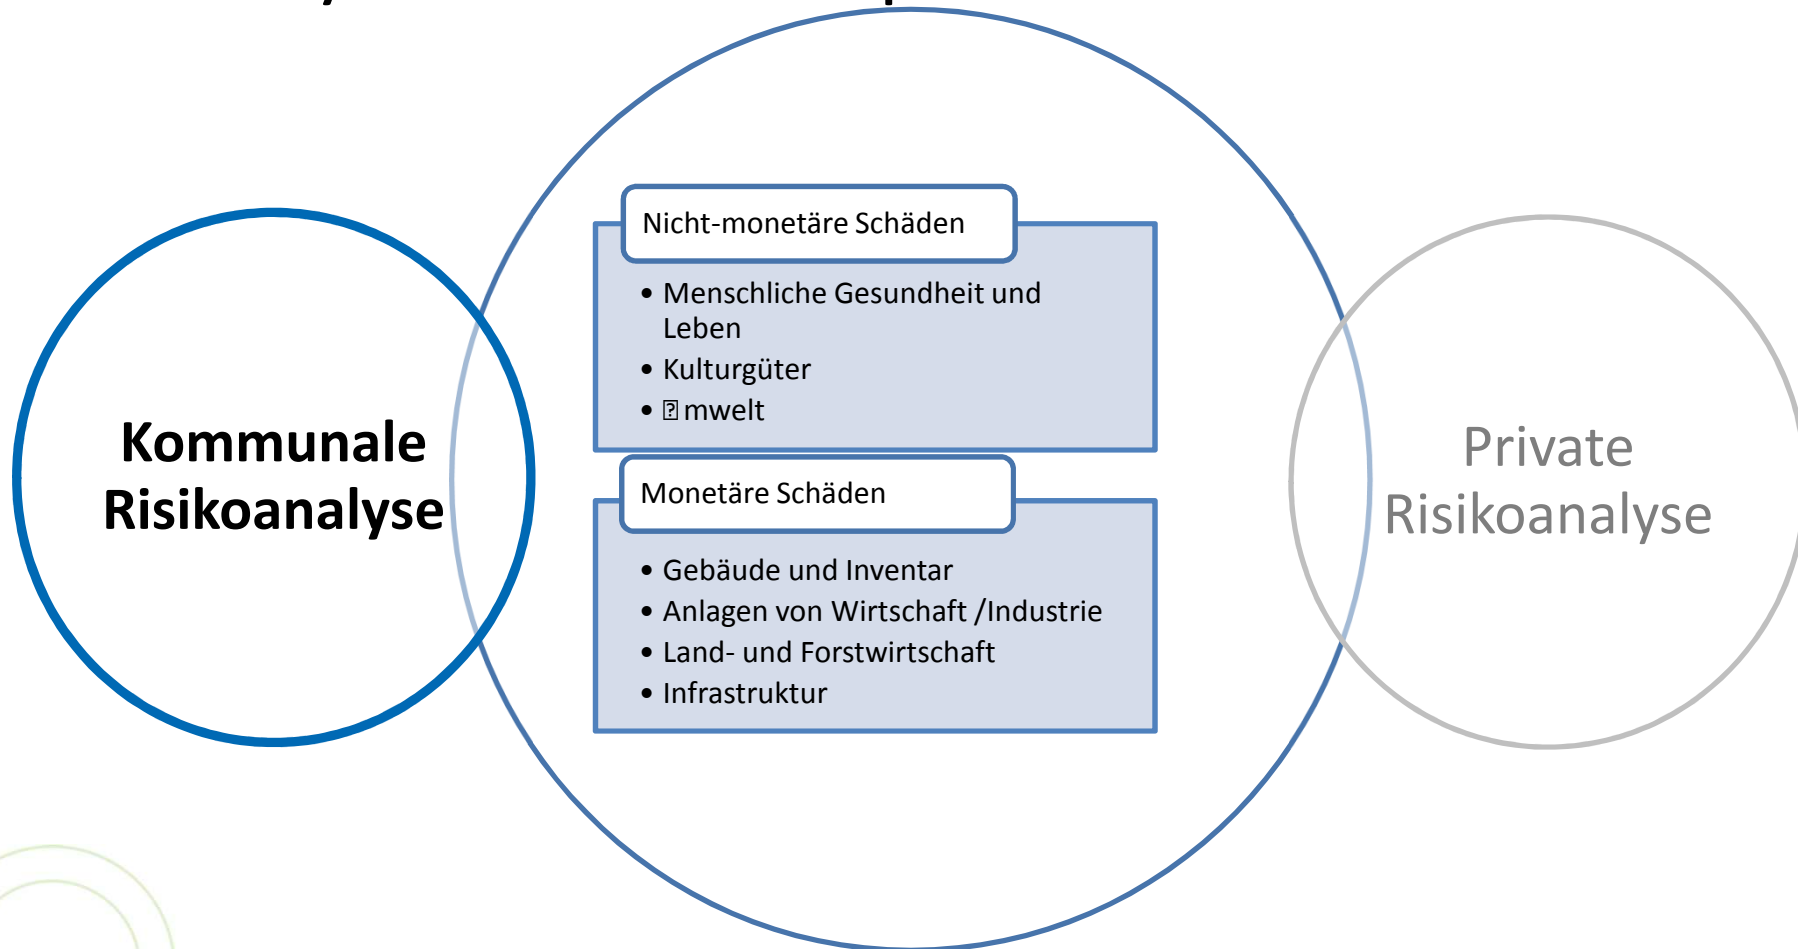 Nicht-monetäre Schäden
• Menschliche Gesundheit und
Leben
• Kulturgüter
• ⍰mwelt
Kommunale
Risikoanalyse
Monetäre Schäden
• Gebäude und Inventar
• Anlagen von Wirtschaft /Industrie
• Land- und Forstwirtschaft
• Infrastruktur
Private
Risikoanalyse